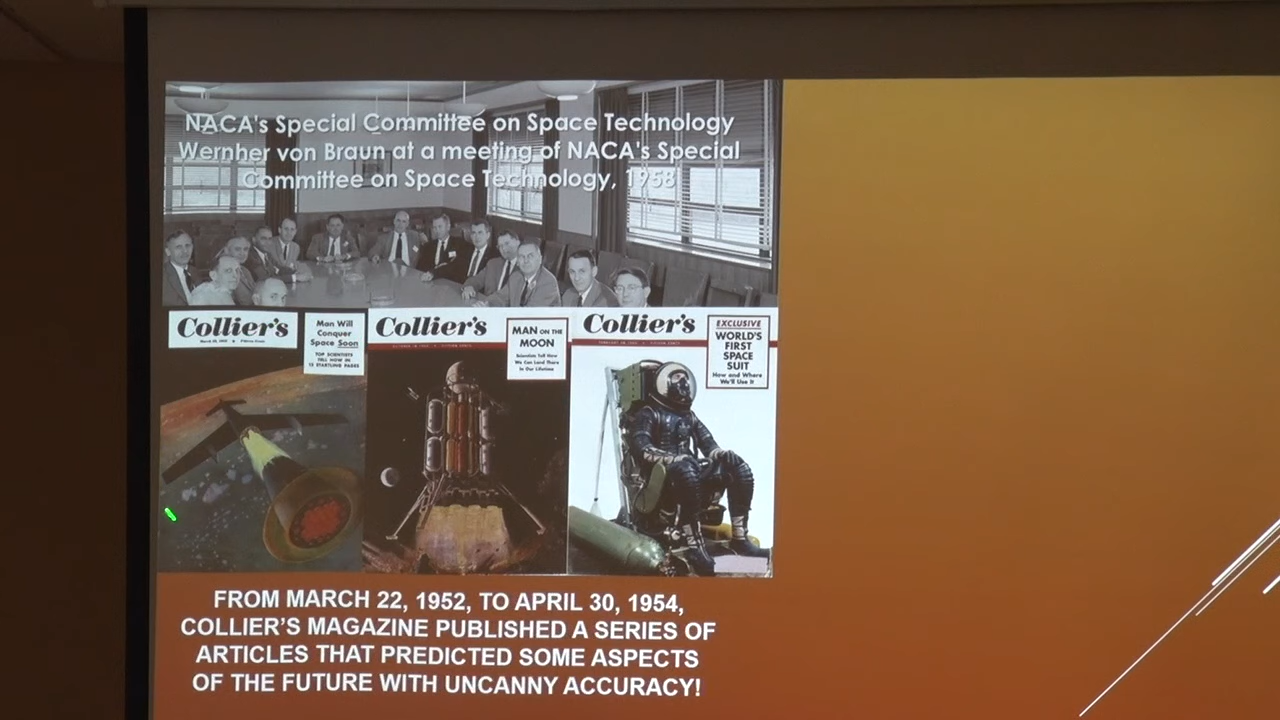 NACA's Special Committee on Space Technology
Wernher von Braun at a meeting of NACA's Special
Committee on Space Technology, 1958
Collier's
Man Will
Conquer
Space Soon
TOP SCIENTISTS
TELL HOW IN
15 STARTLING PAGES
Collier's
MAN ON THE
MOON
Scientists Tell How
We Can Land There
In Our Lifetime
Collier's
EXCLUSIVE
WORLD'S
FIRST
SPACE
SUIT
How and Where
We'll Use It
FROM MARCH 22, 1952, TO APRIL 30, 1954,
COLLIER'S MAGAZINE PUBLISHED A SERIES OF
ARTICLES THAT PREDICTED SOME ASPECTS
OF THE FUTURE WITH UNCANNY ACCURACY!